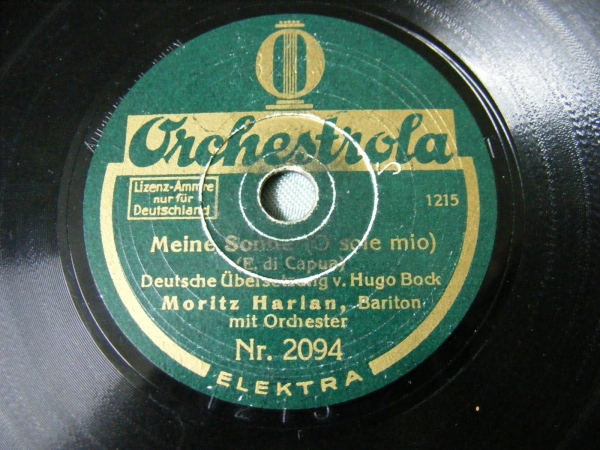 Orchestrola
Lizenz-Ammre
nur für
Deutschland
1215
Meine Sonne (O sole mio)
(E. di Capua)
Deutsche Übersetzung v. Hugo Bock
Moritz Harlan, Bariton
mit Orchester
Nr. 2094
ELEKTRA
1215